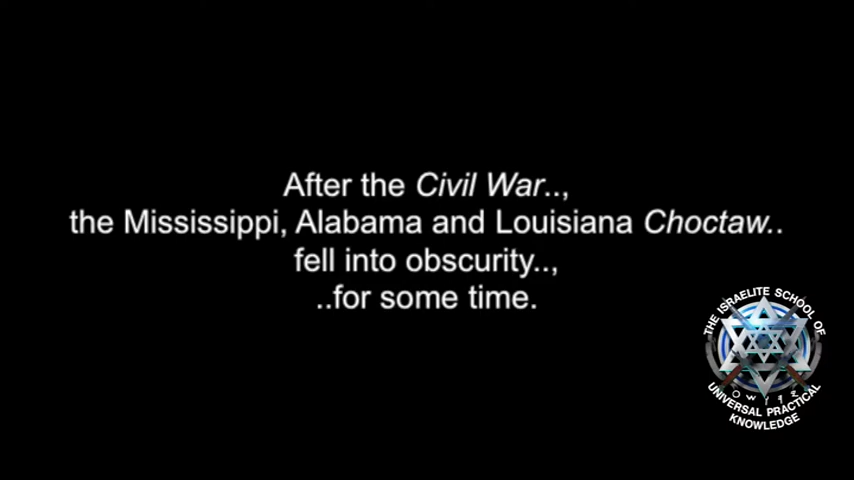 After the Civil War..,
the Mississippi, Alabama and Louisiana Choctaw..
fell into obscurity..,
..for some time.
THE ISRAELITE SCHOOL OF
UNIVERSAL PRACTICAL
KNOWLEDGE